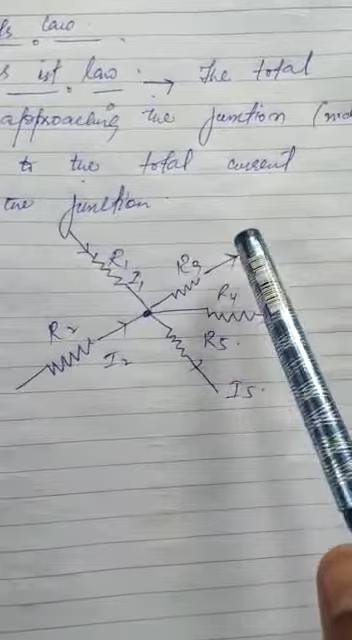 law
s ist law → The total
approaching the junction (
to the total current
the junction
R1
I1
R3
R4
R2
R5.
I2
I5.